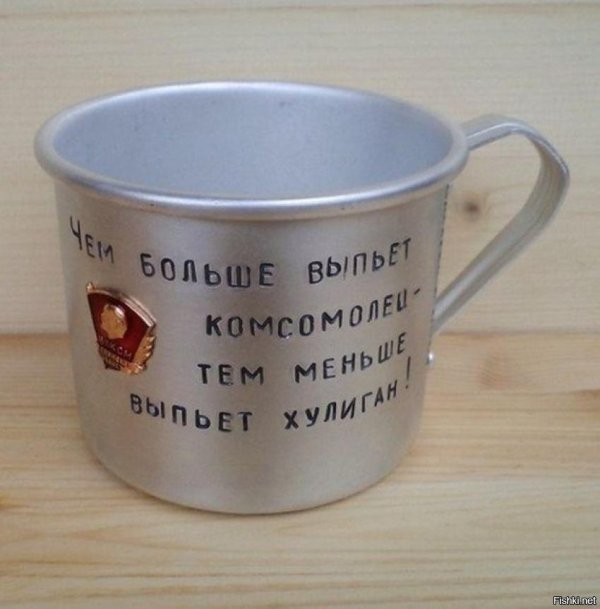 Чем больше выпьет
комсомолец-
тем меньше
выпьет хулиган!
Fishki.net